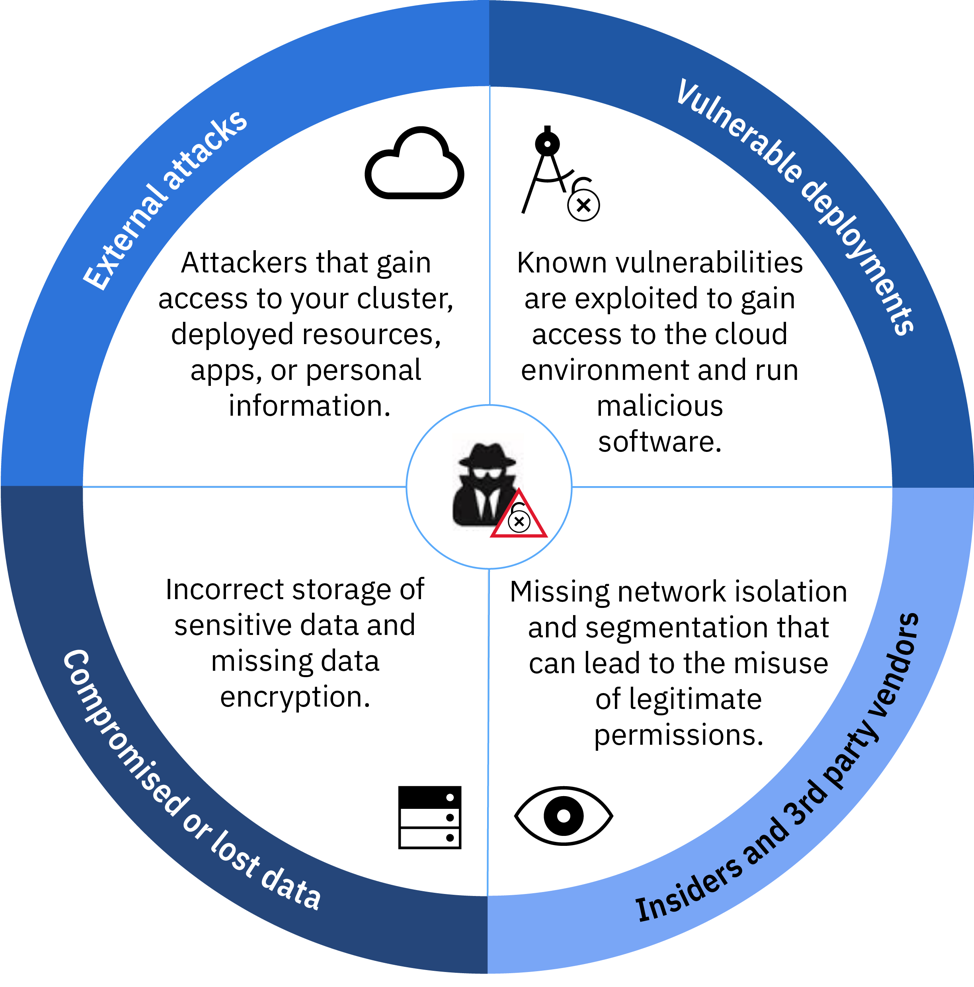 External attacks
Attackers that gain
access to your cluster,
deployed resources,
apps, or personal
information.
Vulnerable deployments
Known vulnerabilities
are exploited to gain
access to the cloud
environment and run
malicious
software.
Compromised or lost data
Incorrect storage of
sensitive data and
missing data
encryption.
Insiders and 3rd party vendors
Missing network isolation
and segmentation that
can lead to the misuse
of legitimate
permissions.